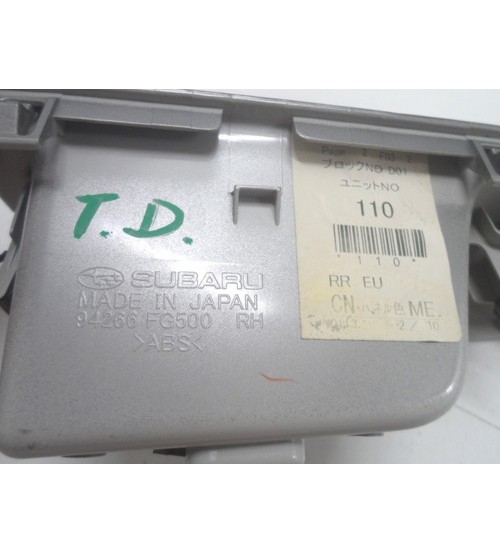 T.D.
SUBARU
MADE IN JAPAN
94266 FG500 RH
>ABS<
ブロックNO D01
ユニットNO
110
*110*
RR EU
CN ME.